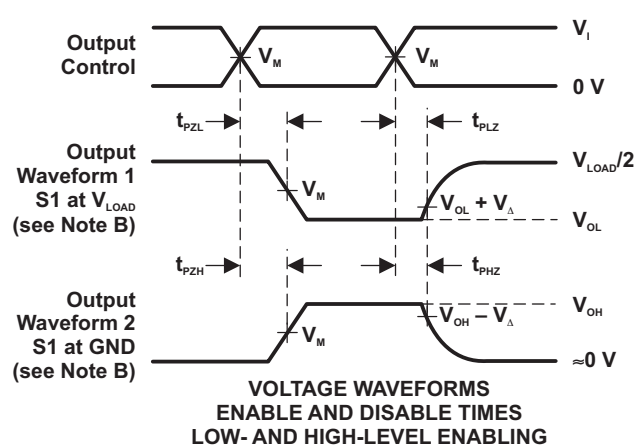 Output
Control
V_M
V_M
V_I
0 V
t_PZL
t_PLZ
Output
Waveform 1
S1 at V_LOAD
(see Note B)
V_M
V_OL + V_Δ
V_LOAD/2
V_OL
t_PZH
t_PHZ
Output
Waveform 2
S1 at GND
(see Note B)
V_M
V_OH – V_Δ
V_OH
≈0 V
VOLTAGE WAVEFORMS
ENABLE AND DISABLE TIMES
LOW- AND HIGH-LEVEL ENABLING